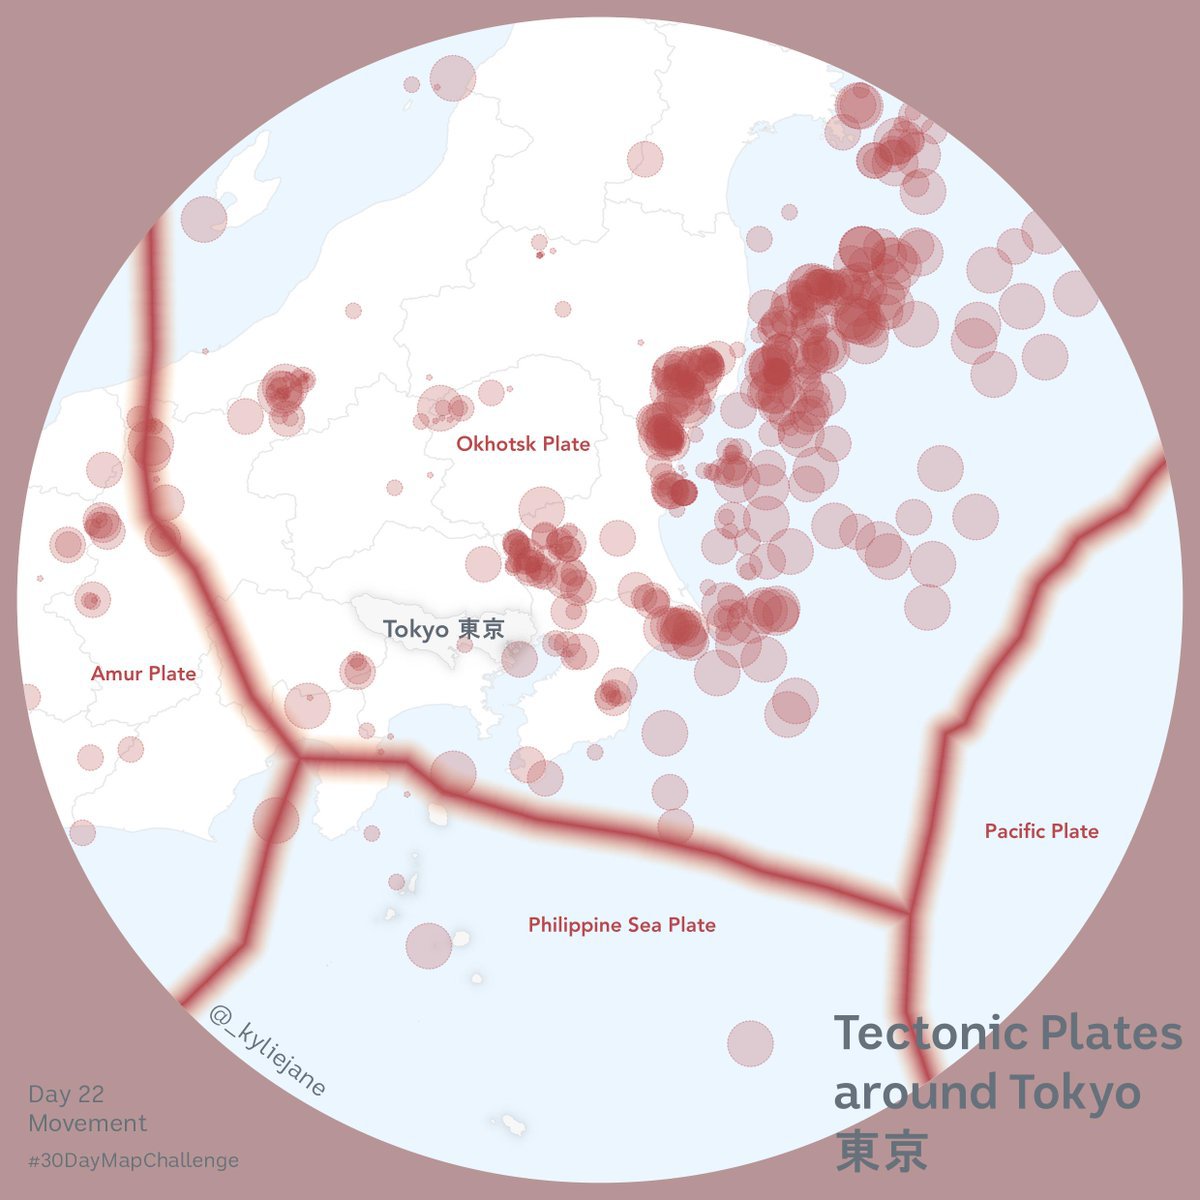 Okhotsk Plate
Tokyo 東京
Amur Plate
Pacific Plate
Philippine Sea Plate
@_kyliejane
Tectonic Plates
around Tokyo
東京
Day 22
Movement
#30DayMapChallenge